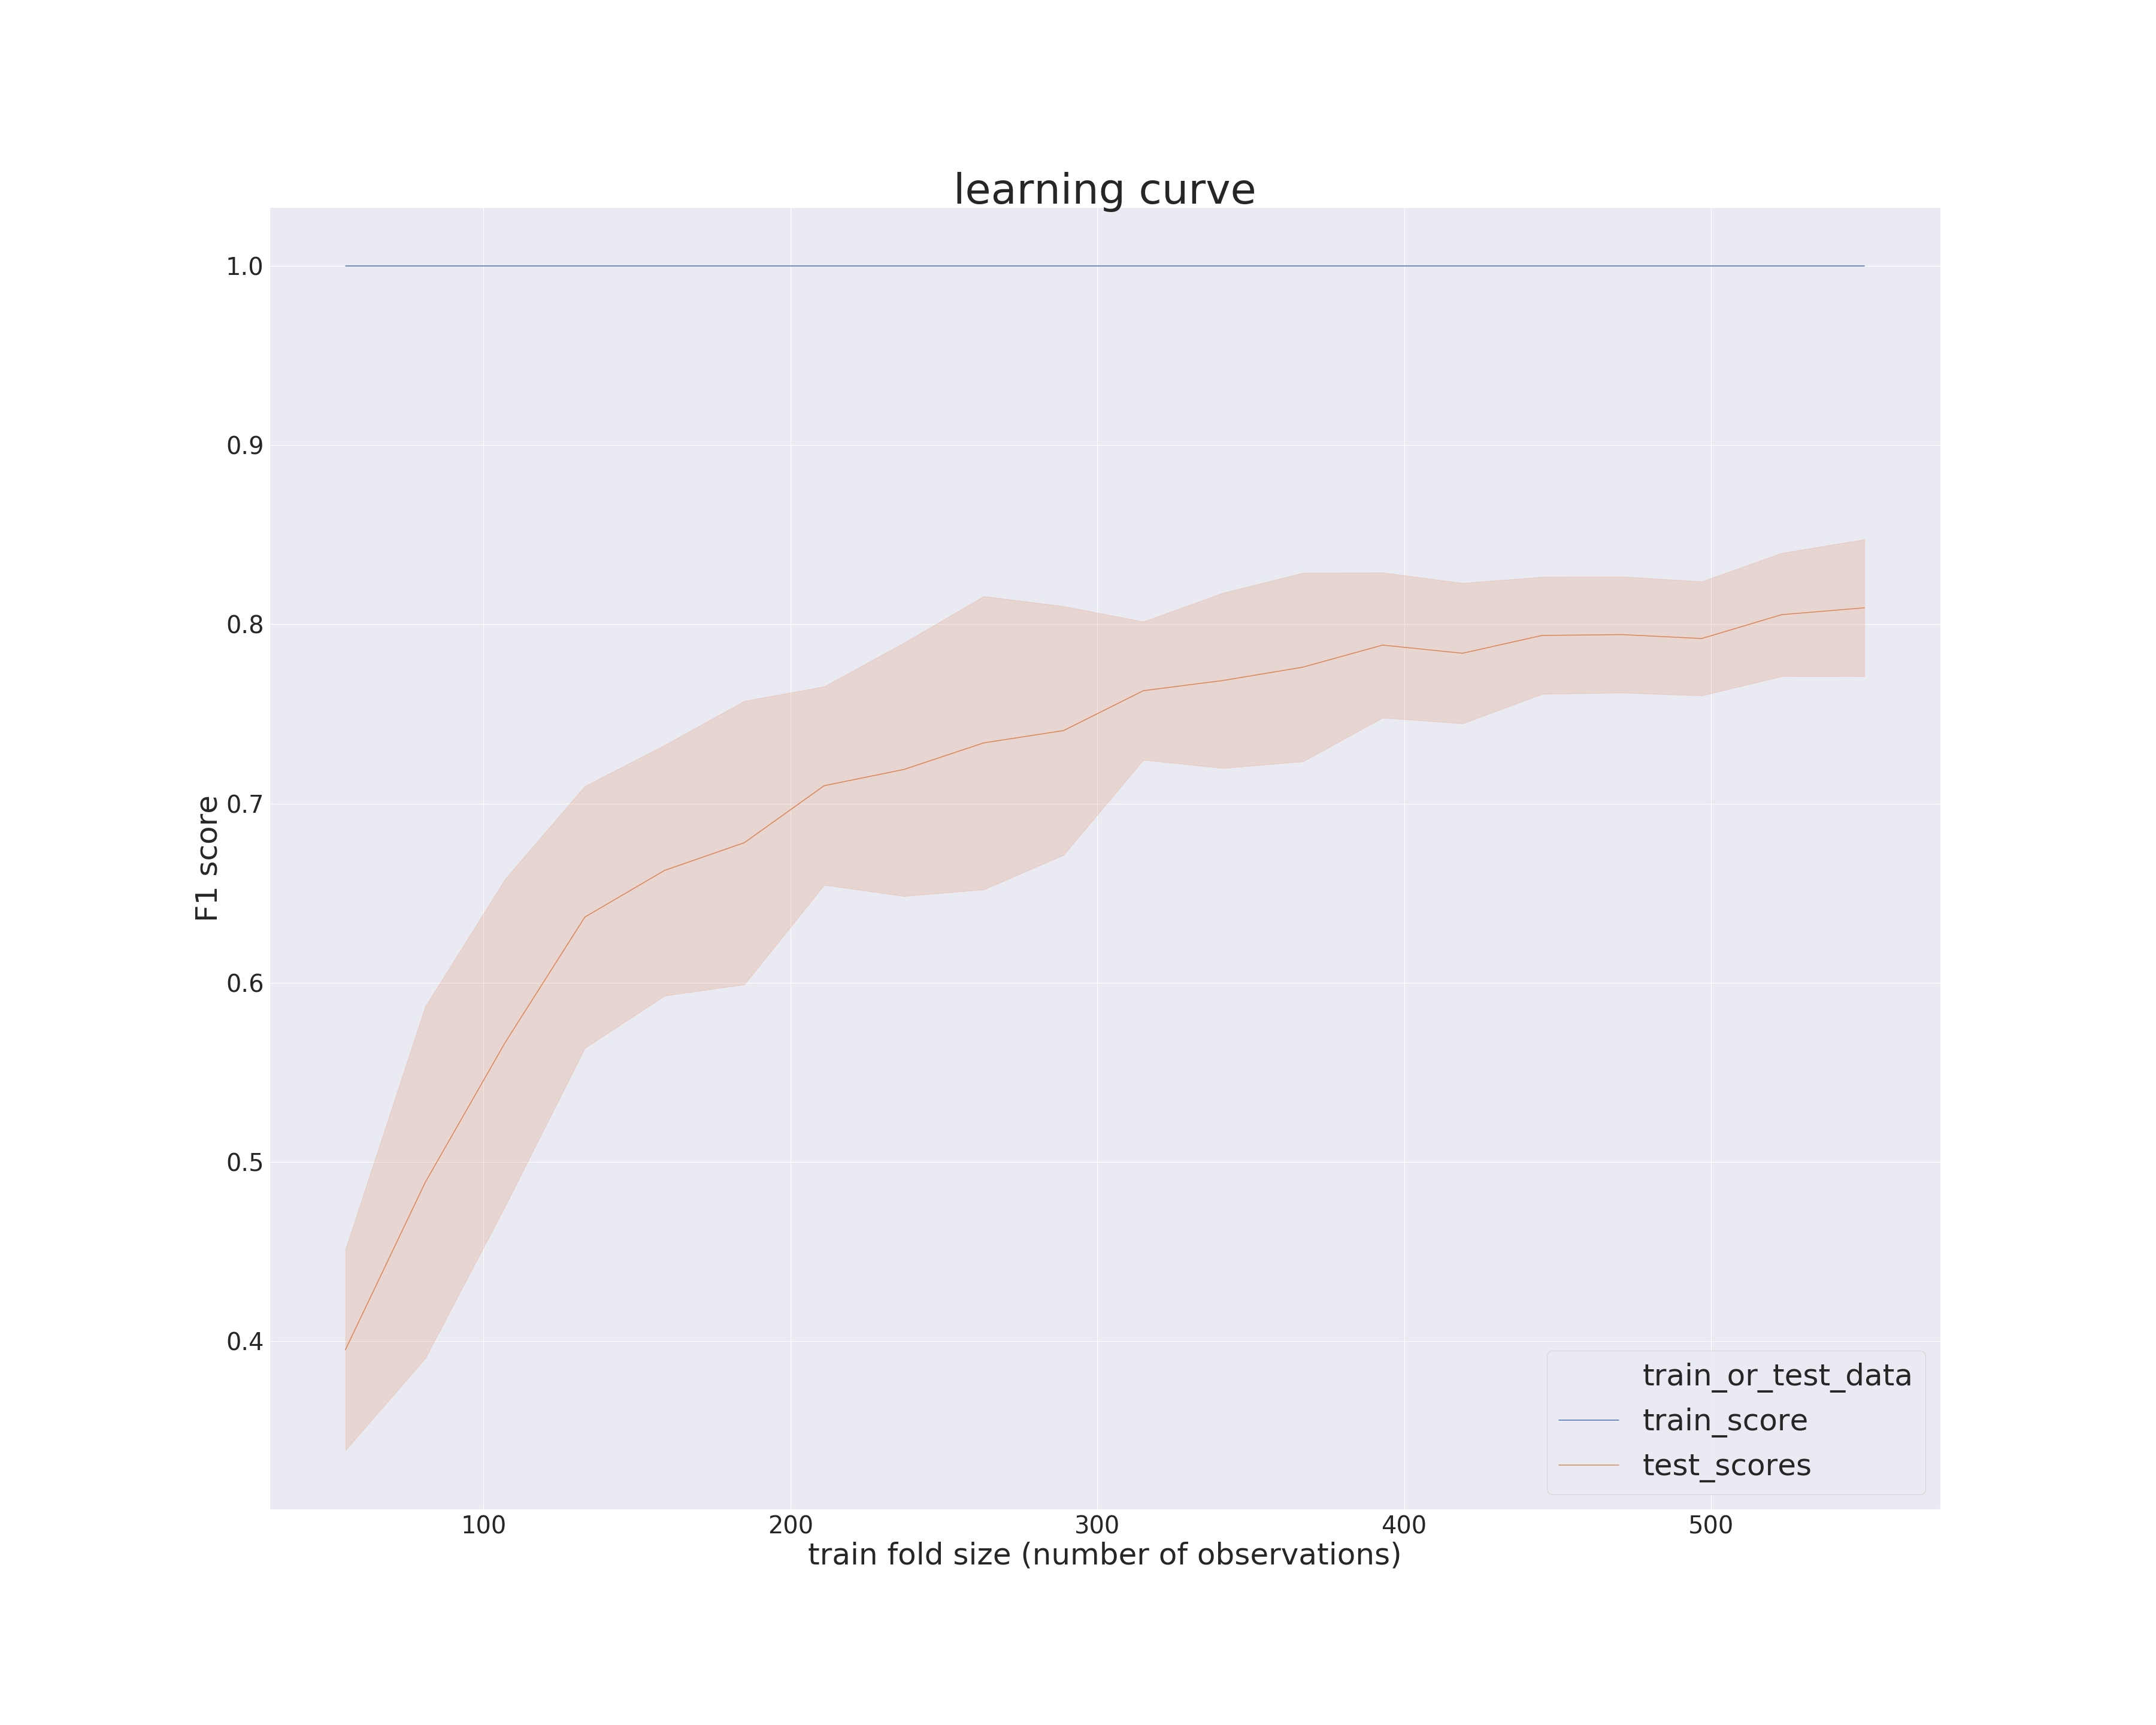 learning curve
1.0
0.9
0.8
0.7
0.6
0.5
0.4
F1 score
100 200 300 400 500
train fold size (number of observations)
train_or_test_data
train_score
test_scores